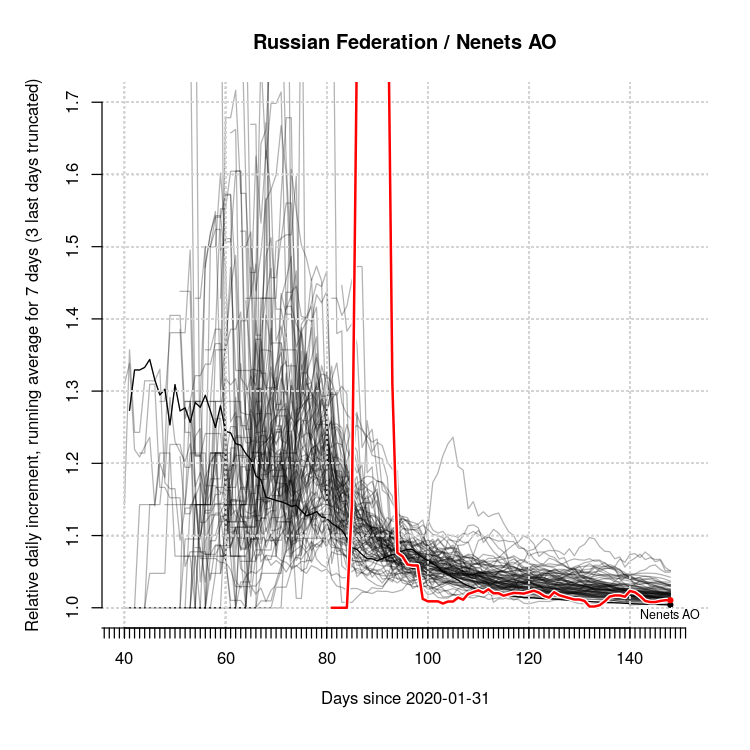 Russian Federation / Nenets AO
Relative daily increment, running average for 7 days (3 last days truncated)
1.7
1.6
1.5
1.4
1.3
1.2
1.1
1.0
Nenets AO
40 60 80 100 120 140
Days since 2020-01-31